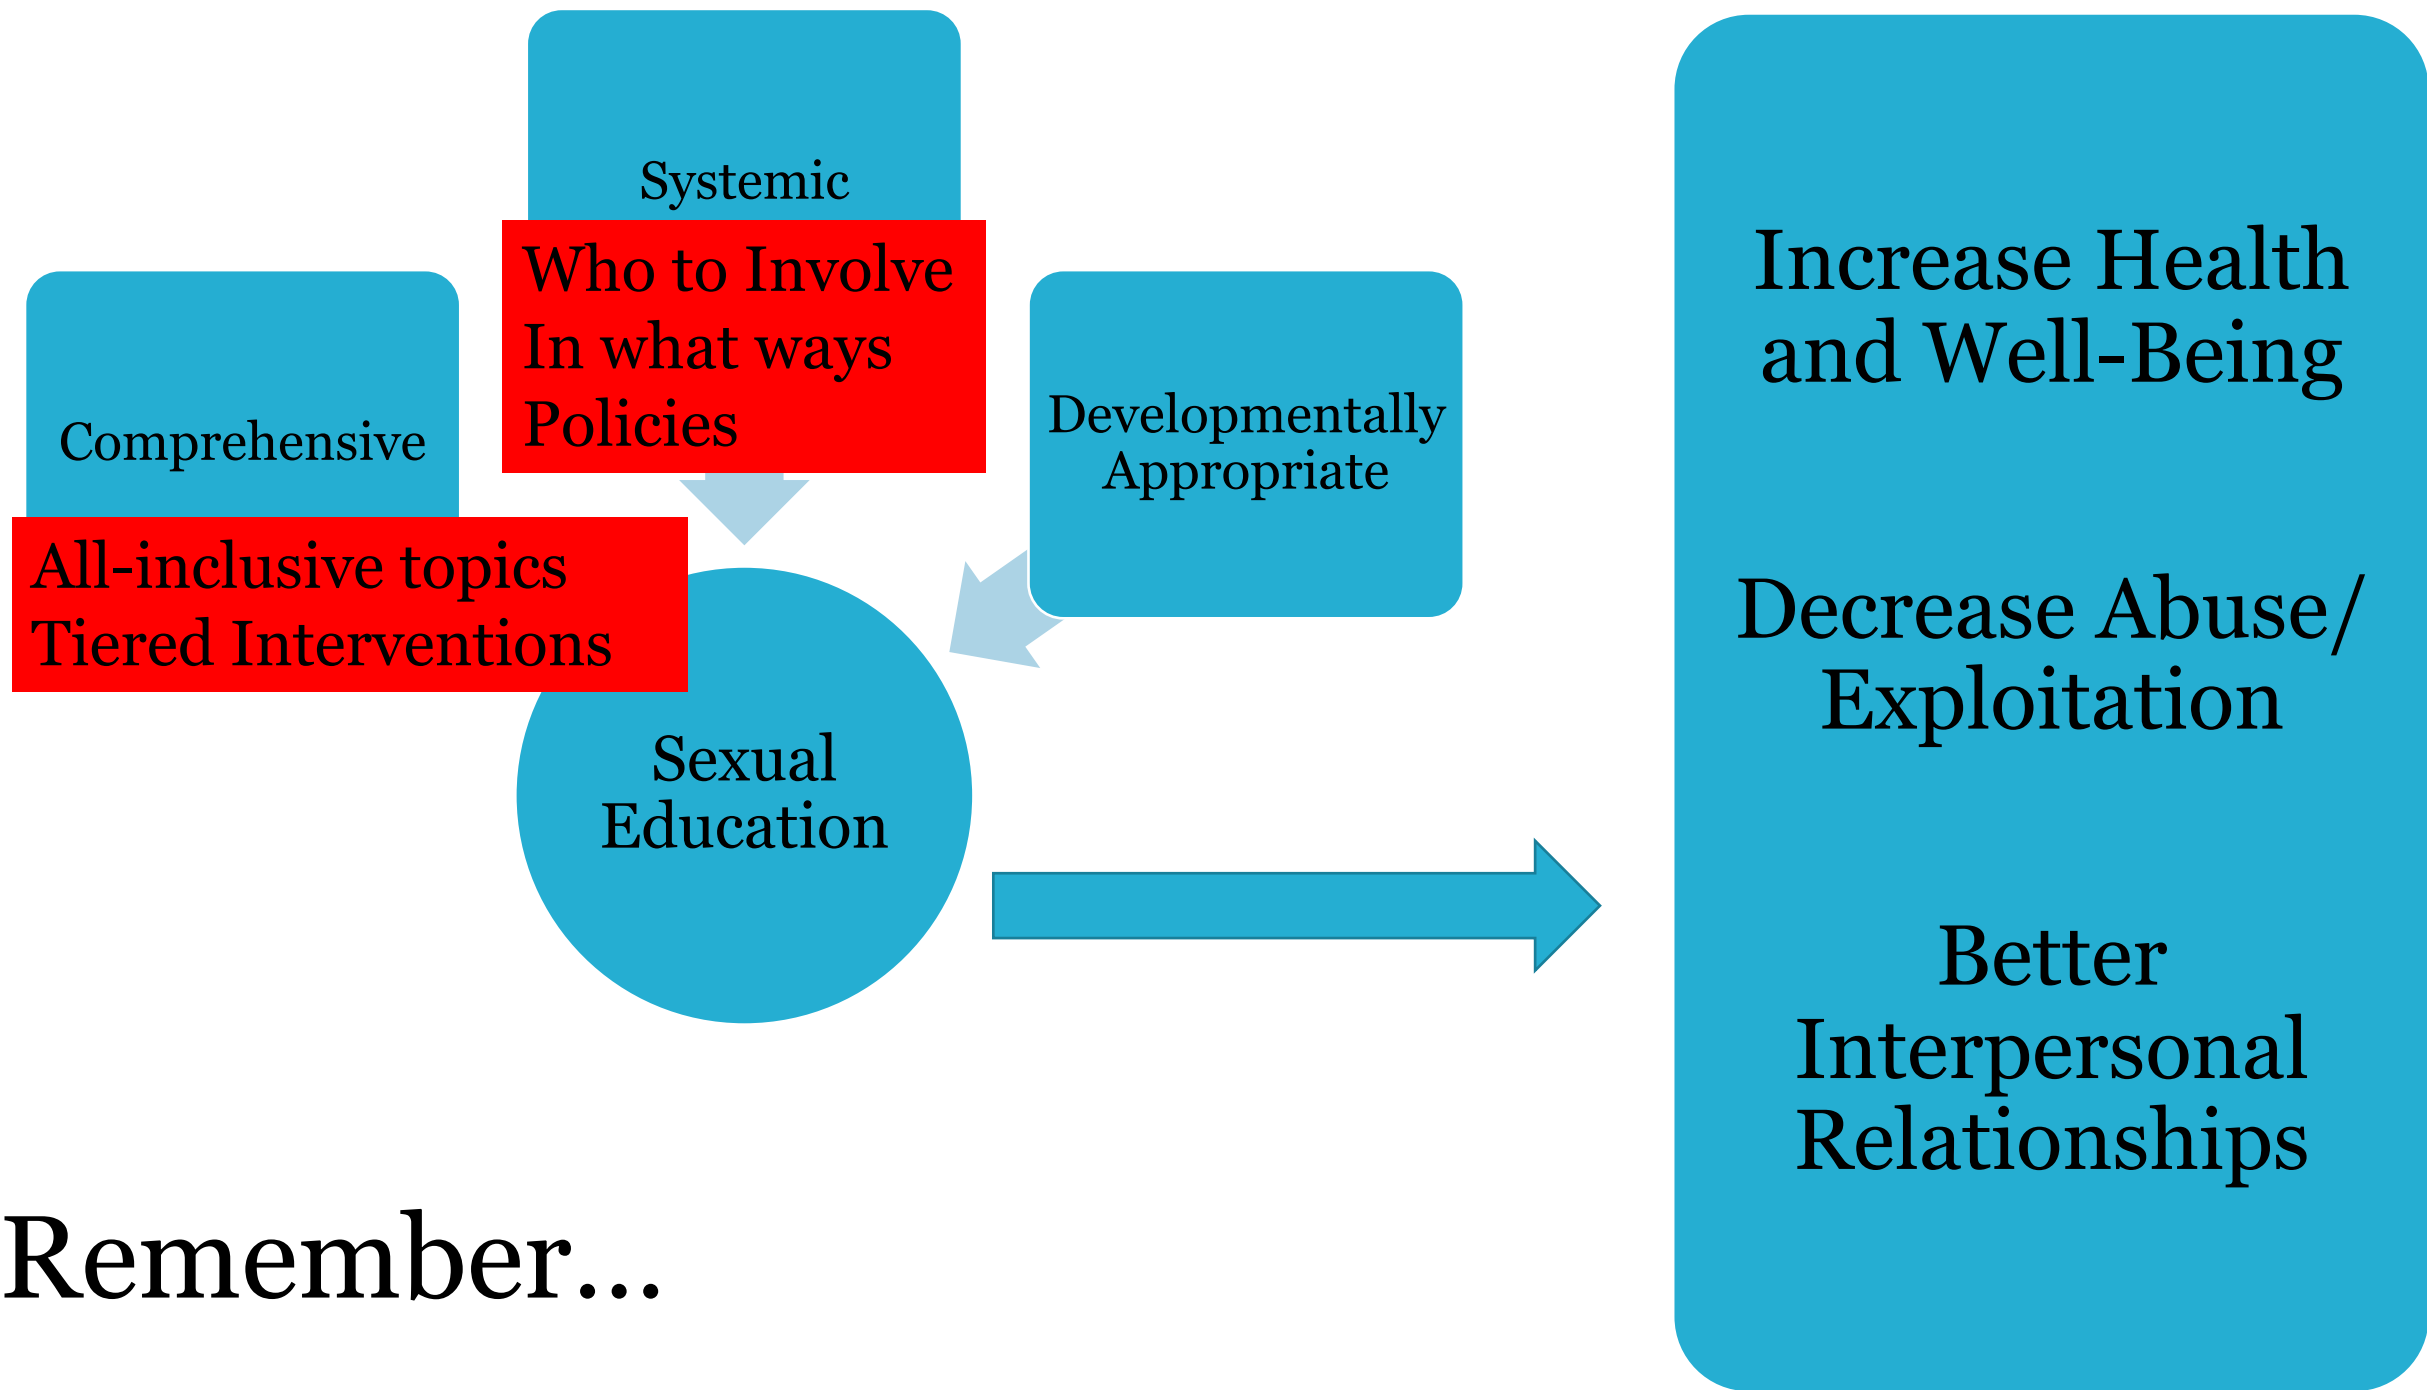 Systemic
Who to Involve
In what ways
Policies
Comprehensive
All-inclusive topics
Tiered Interventions
Developmentally
Appropriate
Sexual
Education
Increase Health
and Well-Being
Decrease Abuse/
Exploitation
Better
Interpersonal
Relationships
Remember...